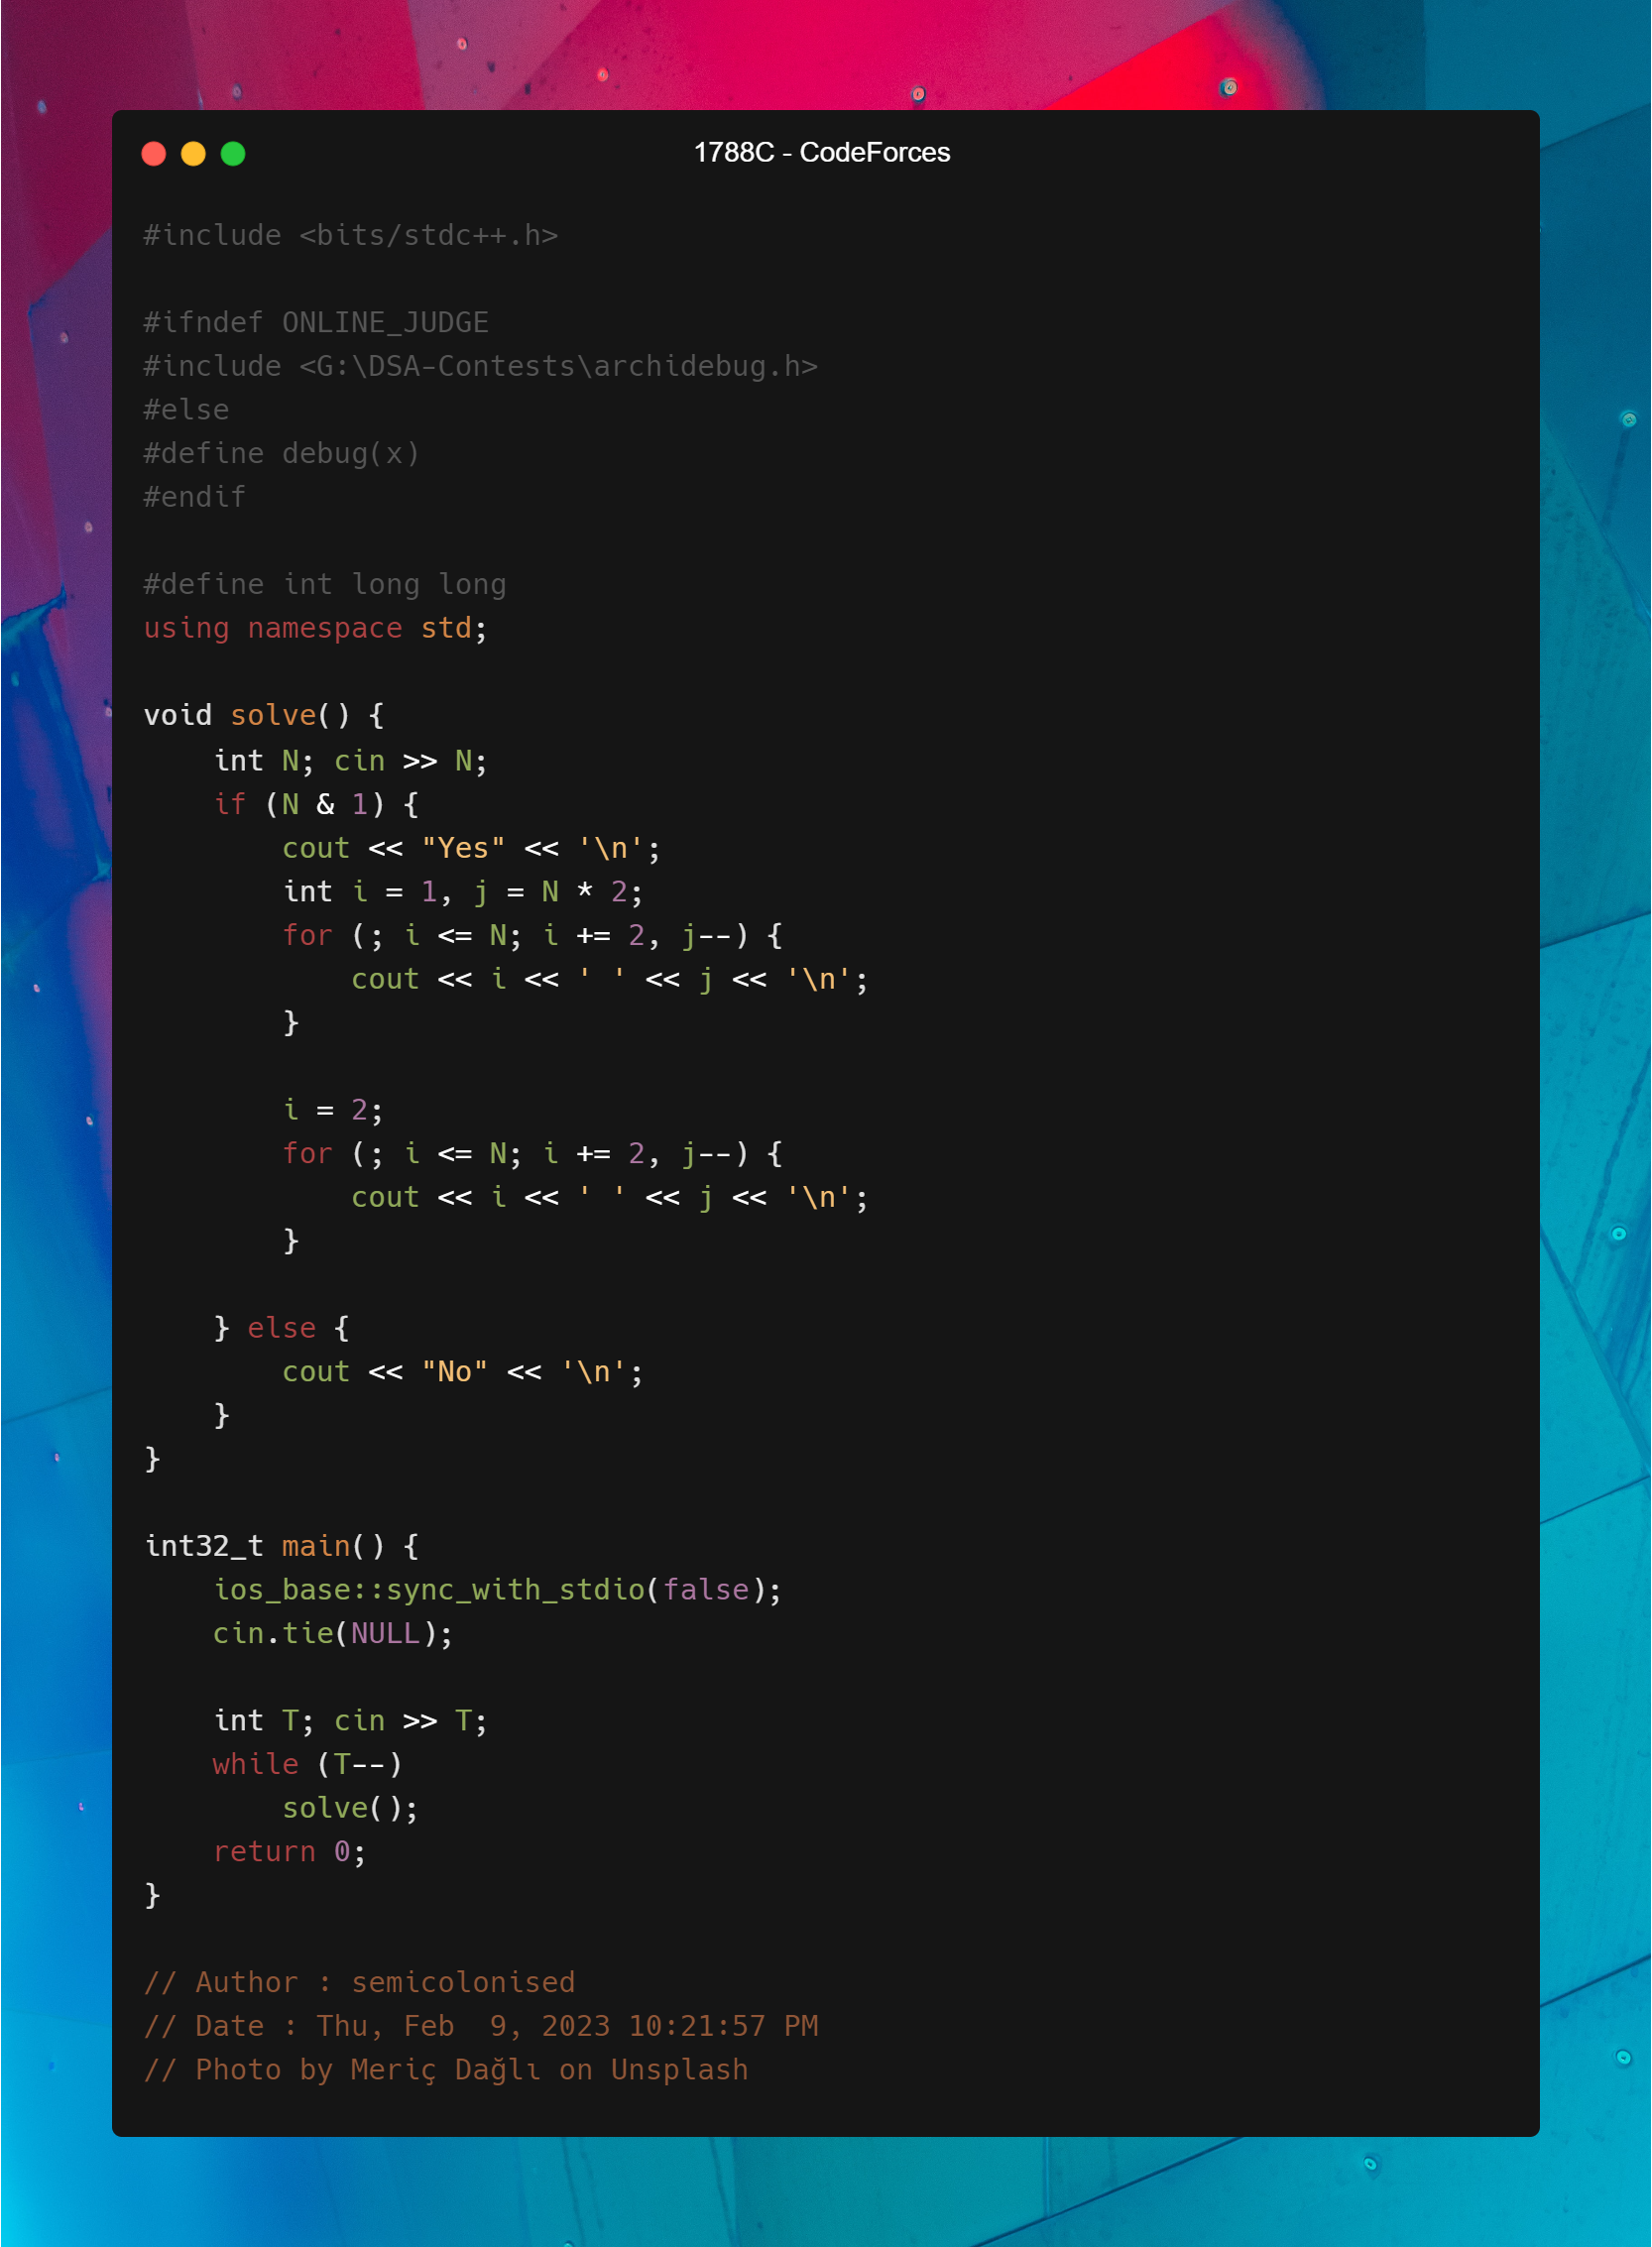 1788C - CodeForces
#include <bits/stdc++.h>
#ifndef ONLINE_JUDGE
#include <G:\DSA-Contests\archidebug.h>
#else
#define debug(x)
#endif
#define int long long
using namespace std;
void solve() {
    int N; cin >> N;
    if (N & 1) {
        cout << "Yes" << '\n';
        int i = 1, j = N * 2;
        for (; i <= N; i += 2, j--) {
            cout << i << ' ' << j << '\n';
        }
        i = 2;
        for (; i <= N; i += 2, j--) {
            cout << i << ' ' << j << '\n';
        }
    } else {
        cout << "No" << '\n';
    }
}
int32_t main() {
    ios_base::sync_with_stdio(false);
    cin.tie(NULL);
    int T; cin >> T;
    while (T--)
        solve();
    return 0;
}
// Author : semicolonised
// Date : Thu, Feb  9, 2023 10:21:57 PM
// Photo by Meriç Dağlı on Unsplash